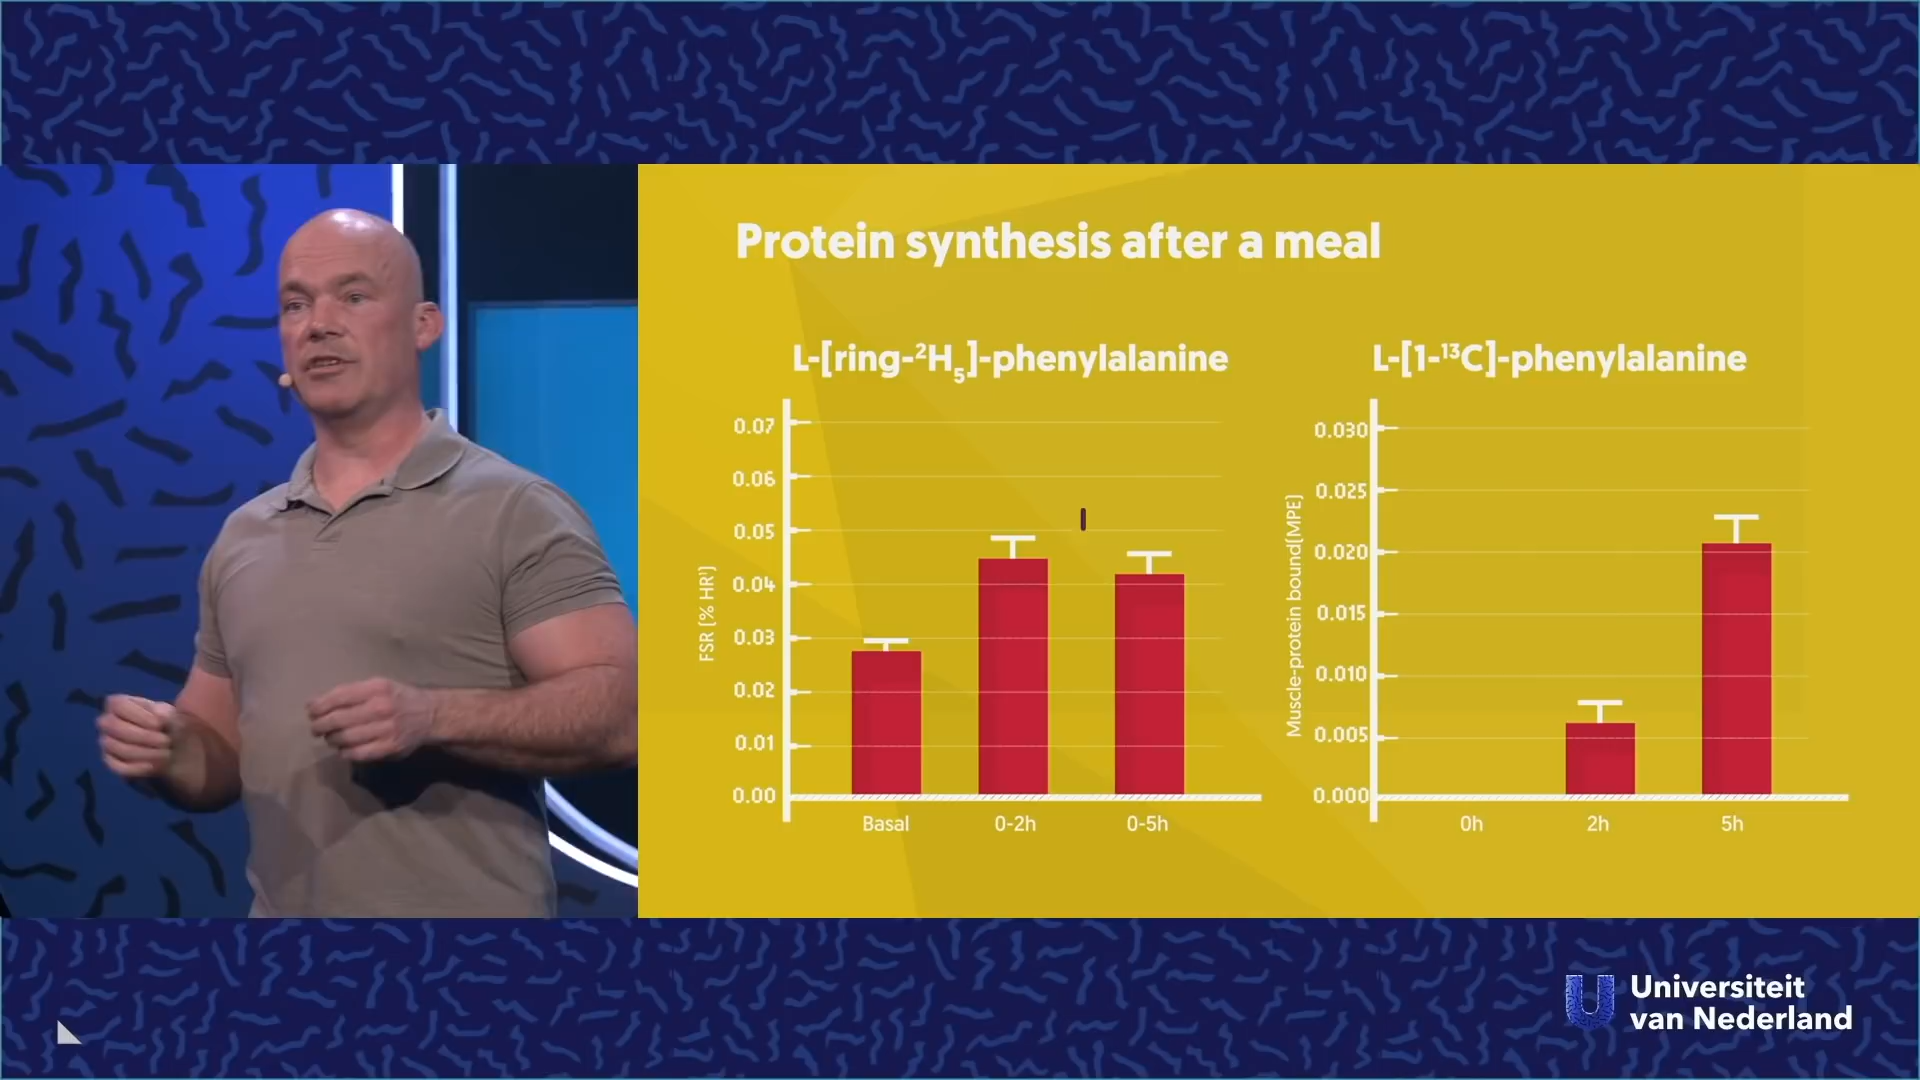 Protein synthesis after a meal
L-[ring-²H₅]-phenylalanine
0.07
0.06
0.05
0.04
0.03
0.02
0.01
0.00
FSR [% HR¹]
Basal
0-2h
0-5h
L-[1-¹³C]-phenylalanine
0.030
0.025
0.020
0.015
0.010
0.005
0.000
Muscle-protein bound[MPE]
0h
2h
5h
Universiteit
van Nederland